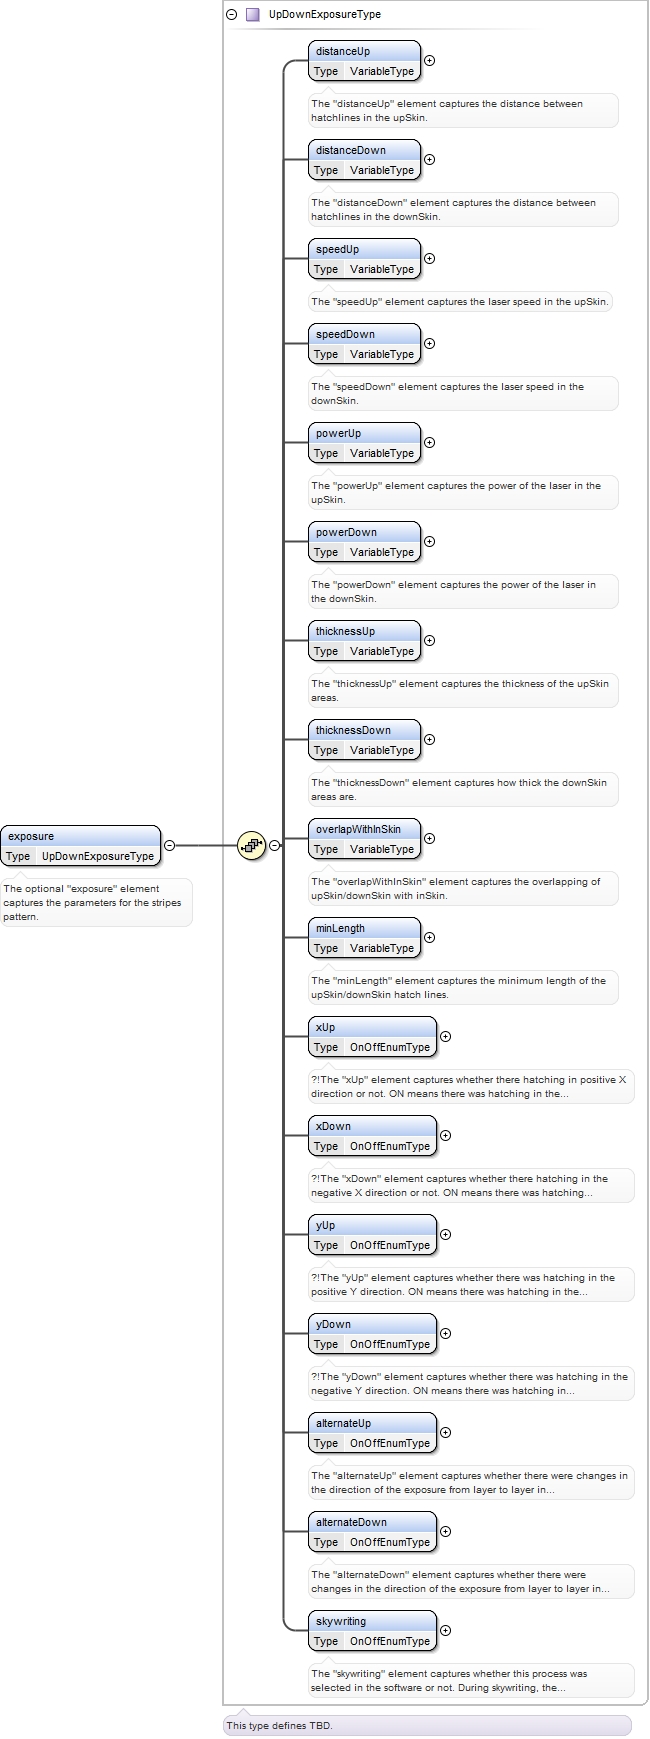 UpDownExposureType
distanceUp
Type VariableType
The "distanceUp" element captures the distance between
hatchlines in the upSkin.
distanceDown
Type VariableType
The "distanceDown" element captures the distance between
hatchlines in the downSkin.
speedUp
Type VariableType
The "speedUp" element captures the laser speed in the upSkin.
speedDown
Type VariableType
The "speedDown" element captures the laser speed in the
downSkin.
powerUp
Type VariableType
The "powerUp" element captures the power of the laser in the
upSkin.
powerDown
Type VariableType
The "powerDown" element captures the power of the laser in
the downSkin.
thicknessUp
Type VariableType
The "thicknessUp" element captures the thickness of the upSkin
areas.
thicknessDown
Type VariableType
The "thicknessDown" element captures how thick the downSkin
areas are.
exposure
Type UpDownExposureType
The optional "exposure" element
captures the parameters for the stripes
pattern.
overlapWithInSkin
Type VariableType
The "overlapWithInSkin" element captures the overlapping of
upSkin/downSkin with inSkin.
minLength
Type VariableType
The "minLength" element captures the minimum length of the
upSkin/downSkin hatch lines.
xUp
Type OnOffEnumType
?!The "xUp" element captures whether there hatching in positive X
direction or not. ON means there was hatching in the...
xDown
Type OnOffEnumType
?!The "xDown" element captures whether there hatching in the
negative X direction or not. ON means there was hatching...
yUp
Type OnOffEnumType
?!The "yUp" element captures whether there was hatching in the
positive Y direction. ON means there was hatching in the...
yDown
Type OnOffEnumType
?!The "yDown" element captures whether there was hatching in the
negative Y direction. ON means there was hatching in...
alternateUp
Type OnOffEnumType
The "alternateUp" element captures whether there were changes in
the direction of the exposure from layer to layer in...
alternateDown
Type OnOffEnumType
The "alternateDown" element captures whether there were
changes in the direction of the exposure from layer to layer in...
skywriting
Type OnOffEnumType
The "skywriting" element captures whether this process was
selected in the software or not. During skywriting, the...
This type defines TBD.